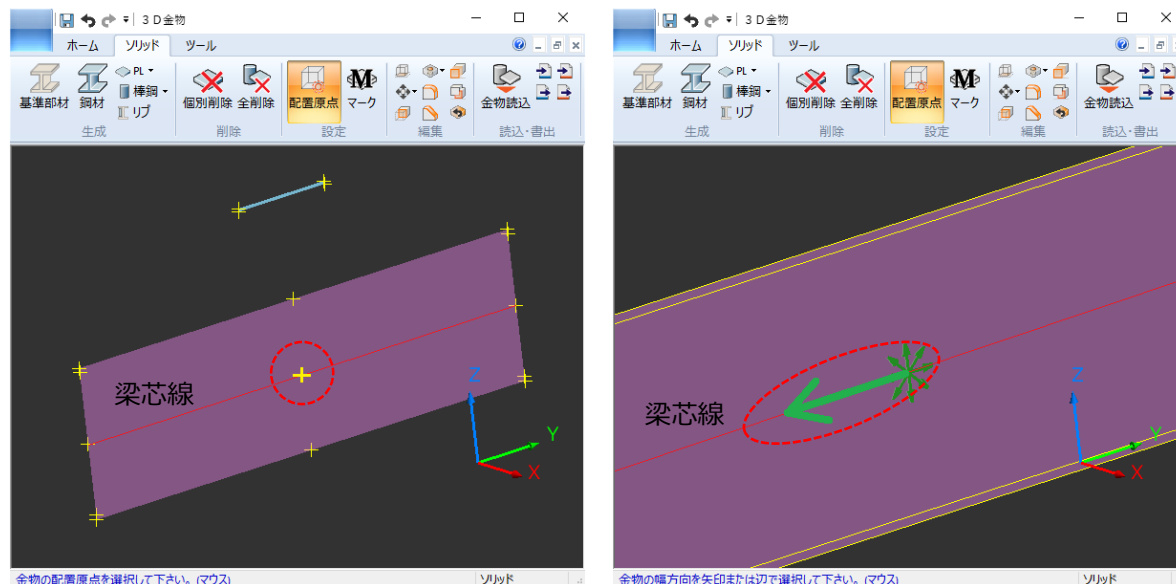 3D金物
ホーム ソリッド ツール
基準部材 鋼材 PL 棒鋼 リブ 個別削除 全削除 配置原点 マーク 金物読込
生成 削除 設定 編集 読込・書出
梁芯線
Z
Y
X
金物の配置原点を選択して下さい。(マウス) ソリッド
3D金物
ホーム ソリッド ツール
基準部材 鋼材 PL 棒鋼 リブ 個別削除 全削除 配置原点 マーク 金物読込
生成 削除 設定 編集 読込・書出
梁芯線
Z
Y
X
金物の幅方向を矢印または辺で選択して下さい。(マウス) ソリッド